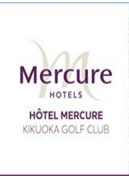 Mercure
HOTELS
HÔTEL MERCURE
KIKUOKA GOLF CLUB